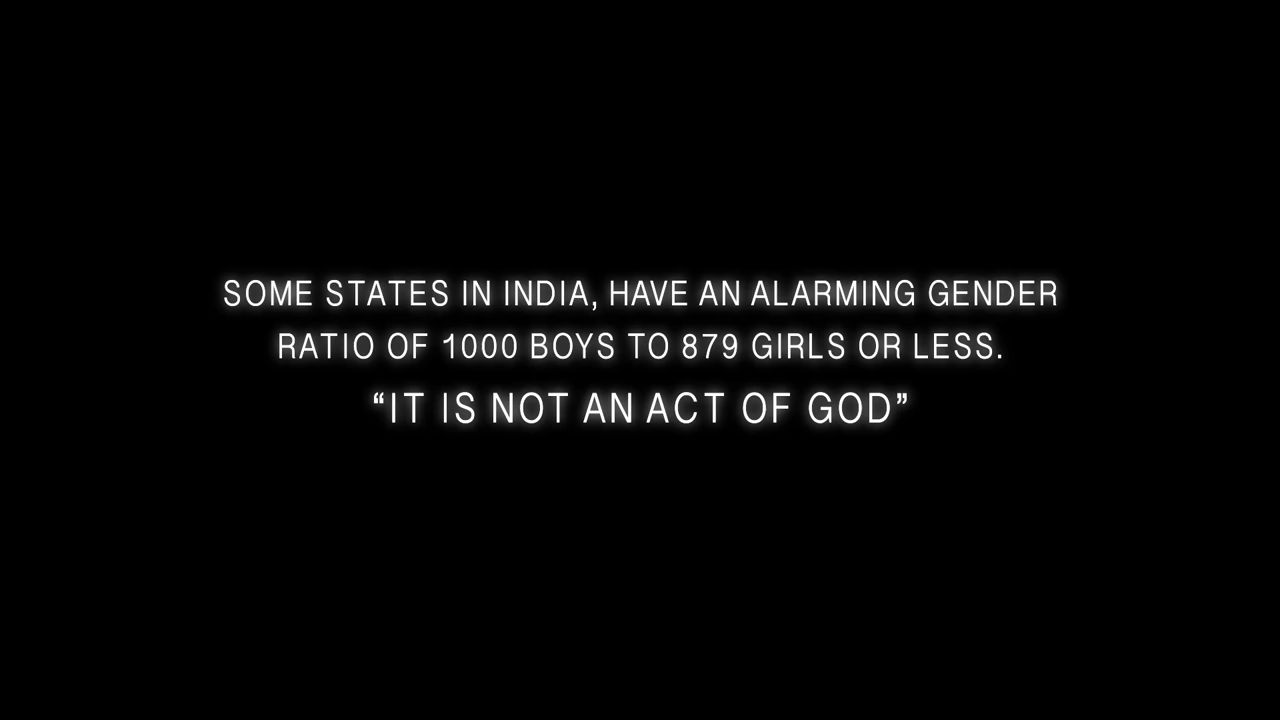 SOME STATES IN INDIA, HAVE AN ALARMING GENDER
RATIO OF 1000 BOYS TO 879 GIRLS OR LESS.
“IT IS NOT AN ACT OF GOD”